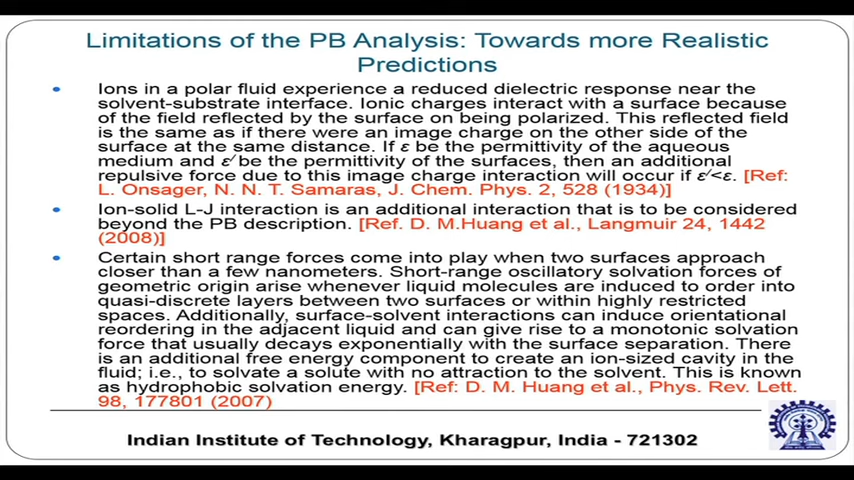 Limitations of the PB Analysis: Towards more Realistic
Predictions
• Ions in a polar fluid experience a reduced dielectric response near the
solvent-substrate interface. Ionic charges interact with a surface because
of the field reflected by the surface on being polarized. This reflected field
is the same as if there were an image charge on the other side of the
surface at the same distance. If ε be the permittivity of the aqueous
medium and ε′ be the permittivity of the surfaces, then an additional
repulsive force due to this image charge interaction will occur if ε′<ε. [Ref:
L. Onsager, N. N. T. Samaras, J. Chem. Phys. 2, 528 (1934)]
• Ion-solid L-J interaction is an additional interaction that is to be considered
beyond the PB description. [Ref. D. M.Huang et al., Langmuir 24, 1442
(2008)]
• Certain short range forces come into play when two surfaces approach
closer than a few nanometers. Short-range oscillatory solvation forces of
geometric origin arise whenever liquid molecules are induced to order into
quasi-discrete layers between two surfaces or within highly restricted
spaces. Additionally, surface-solvent interactions can induce orientational
reordering in the adjacent liquid and can give rise to a monotonic solvation
force that usually decays exponentially with the surface separation. There
is an additional free energy component to create an ion-sized cavity in the
fluid; i.e., to solvate a solute with no attraction to the solvent. This is known
as hydrophobic solvation energy. [Ref: D. M. Huang et al., Phys. Rev. Lett.
98, 177801 (2007)
Indian Institute of Technology, Kharagpur, India - 721302